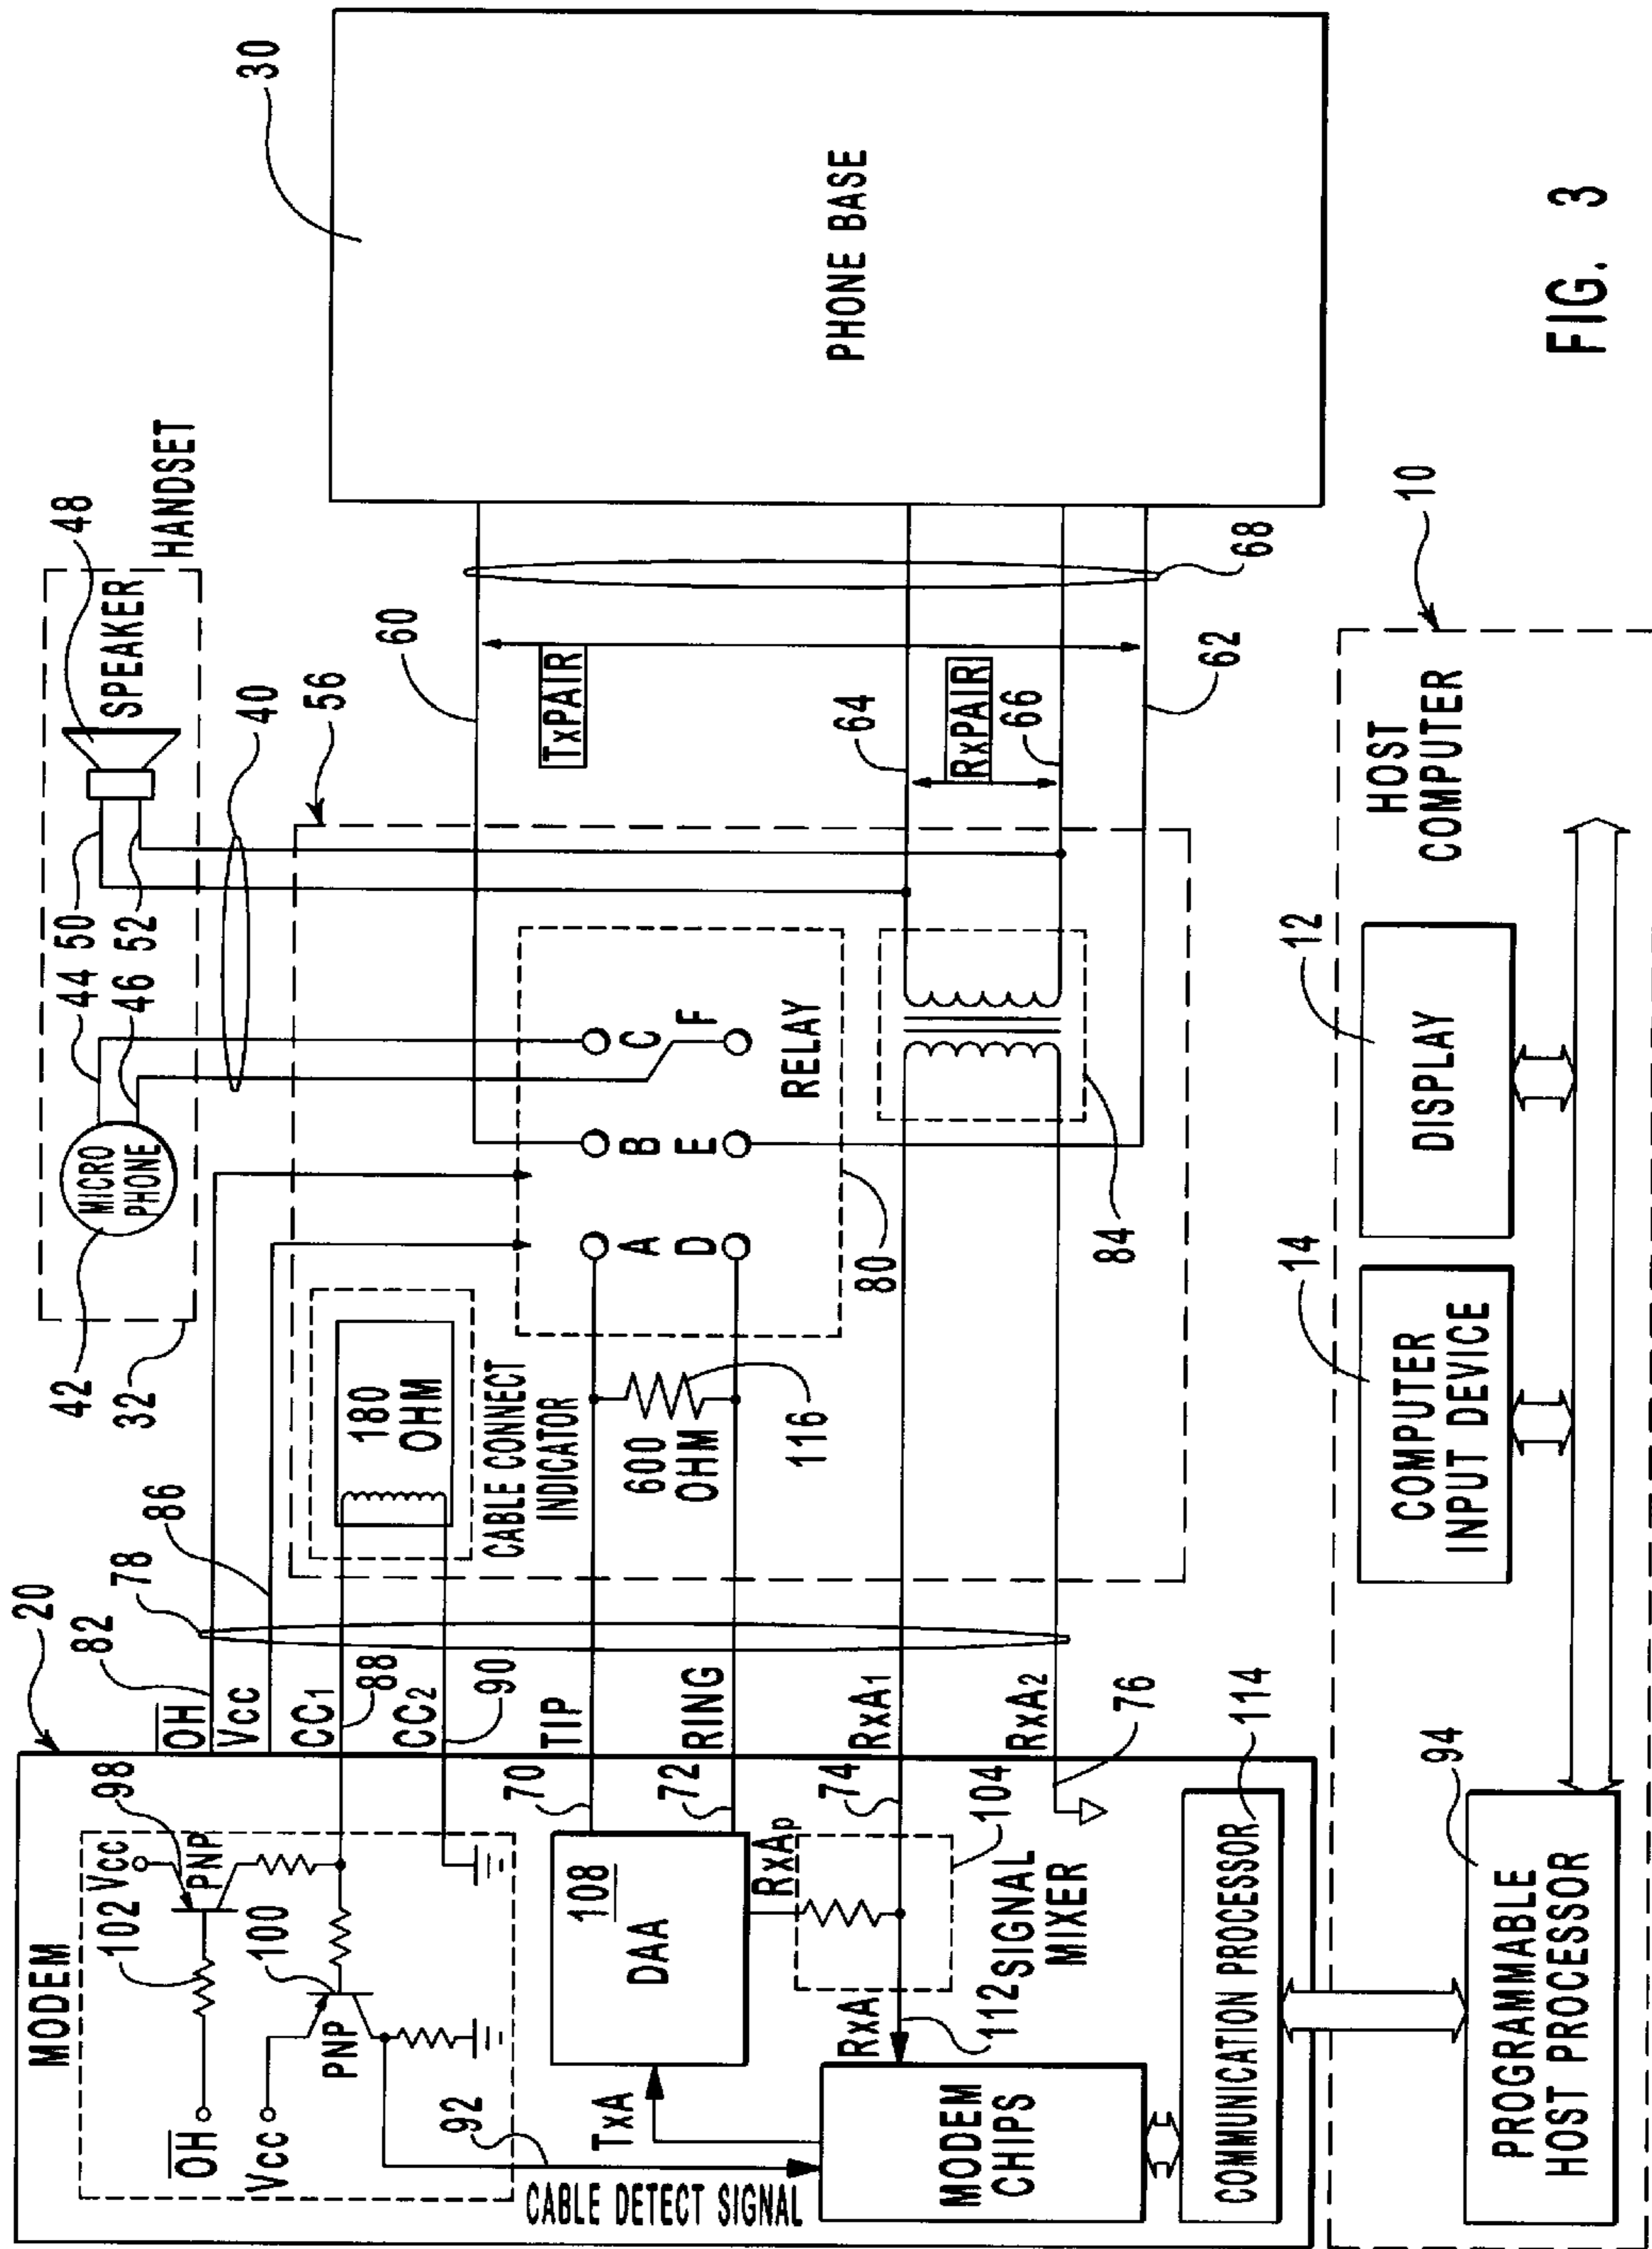 20
MODEM
98
Vcc
102
PNP
100
OH
Vcc
PNP
92
CABLE DETECT SIGNAL
82
OH
Vcc
CC1
88
CC2
90
78
86
TIP
70
RING
72
108
DAA
TxA
RxAp
RxA1
74
104
RxA
112
SIGNAL
MIXER
RxA2
76
MODEM
CHIPS
114
COMMUNICATION PROCESSOR
32
42
MICRO
PHONE
44
46
50
52
SPEAKER
48
HANDSET
40
56
180
OHM
CABLE CONNECT
INDICATOR
600
OHM
116
A
B
C
D
E
F
RELAY
80
84
60
TxPAIR
64
RxPAIR
66
62
68
30
PHONE BASE
10
HOST
COMPUTER
94
PROGRAMMABLE
HOST PROCESSOR
14
COMPUTER
INPUT DEVICE
12
DISPLAY
FIG. 3